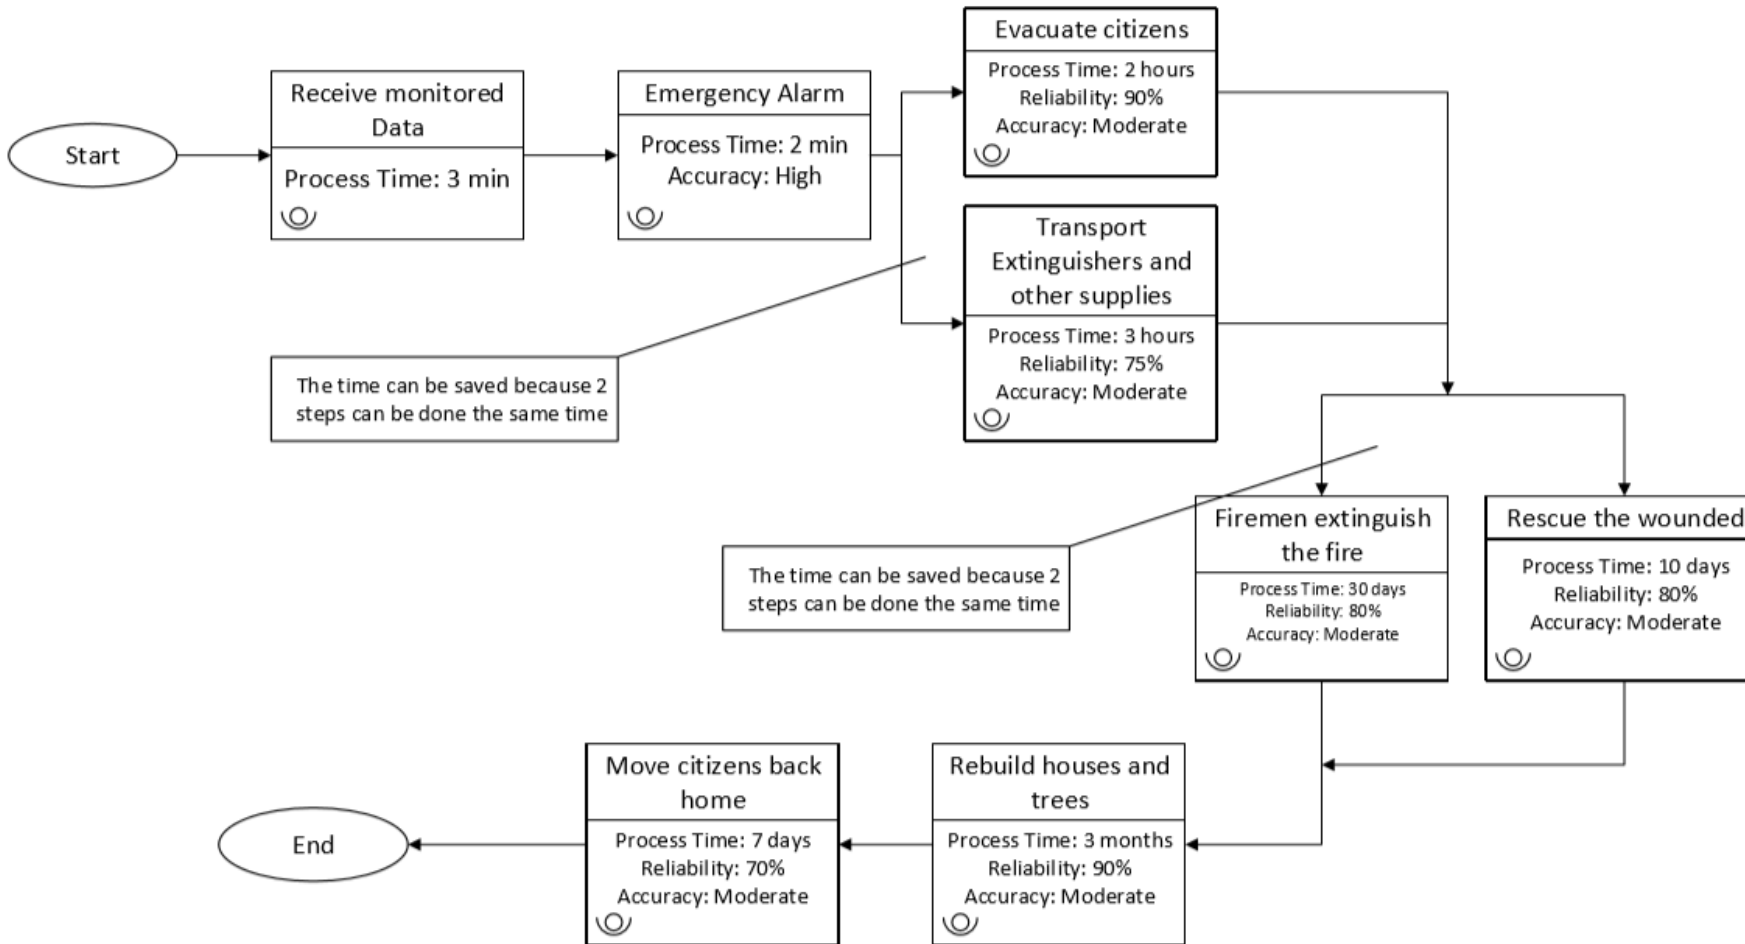 Start
Receive monitored
Data
Process Time: 3 min
Emergency Alarm
Process Time: 2 min
Accuracy: High
Evacuate citizens
Process Time: 2 hours
Reliability: 90%
Accuracy: Moderate
Transport
Extinguishers and
other supplies
Process Time: 3 hours
Reliability: 75%
Accuracy: Moderate
The time can be saved because 2
steps can be done the same time
Firemen extinguish
the fire
Process Time: 30 days
Reliability: 80%
Accuracy: Moderate
Rescue the wounded
Process Time: 10 days
Reliability: 80%
Accuracy: Moderate
The time can be saved because 2
steps can be done the same time
Rebuild houses and
trees
Process Time: 3 months
Reliability: 90%
Accuracy: Moderate
Move citizens back
home
Process Time: 7 days
Reliability: 70%
Accuracy: Moderate
End